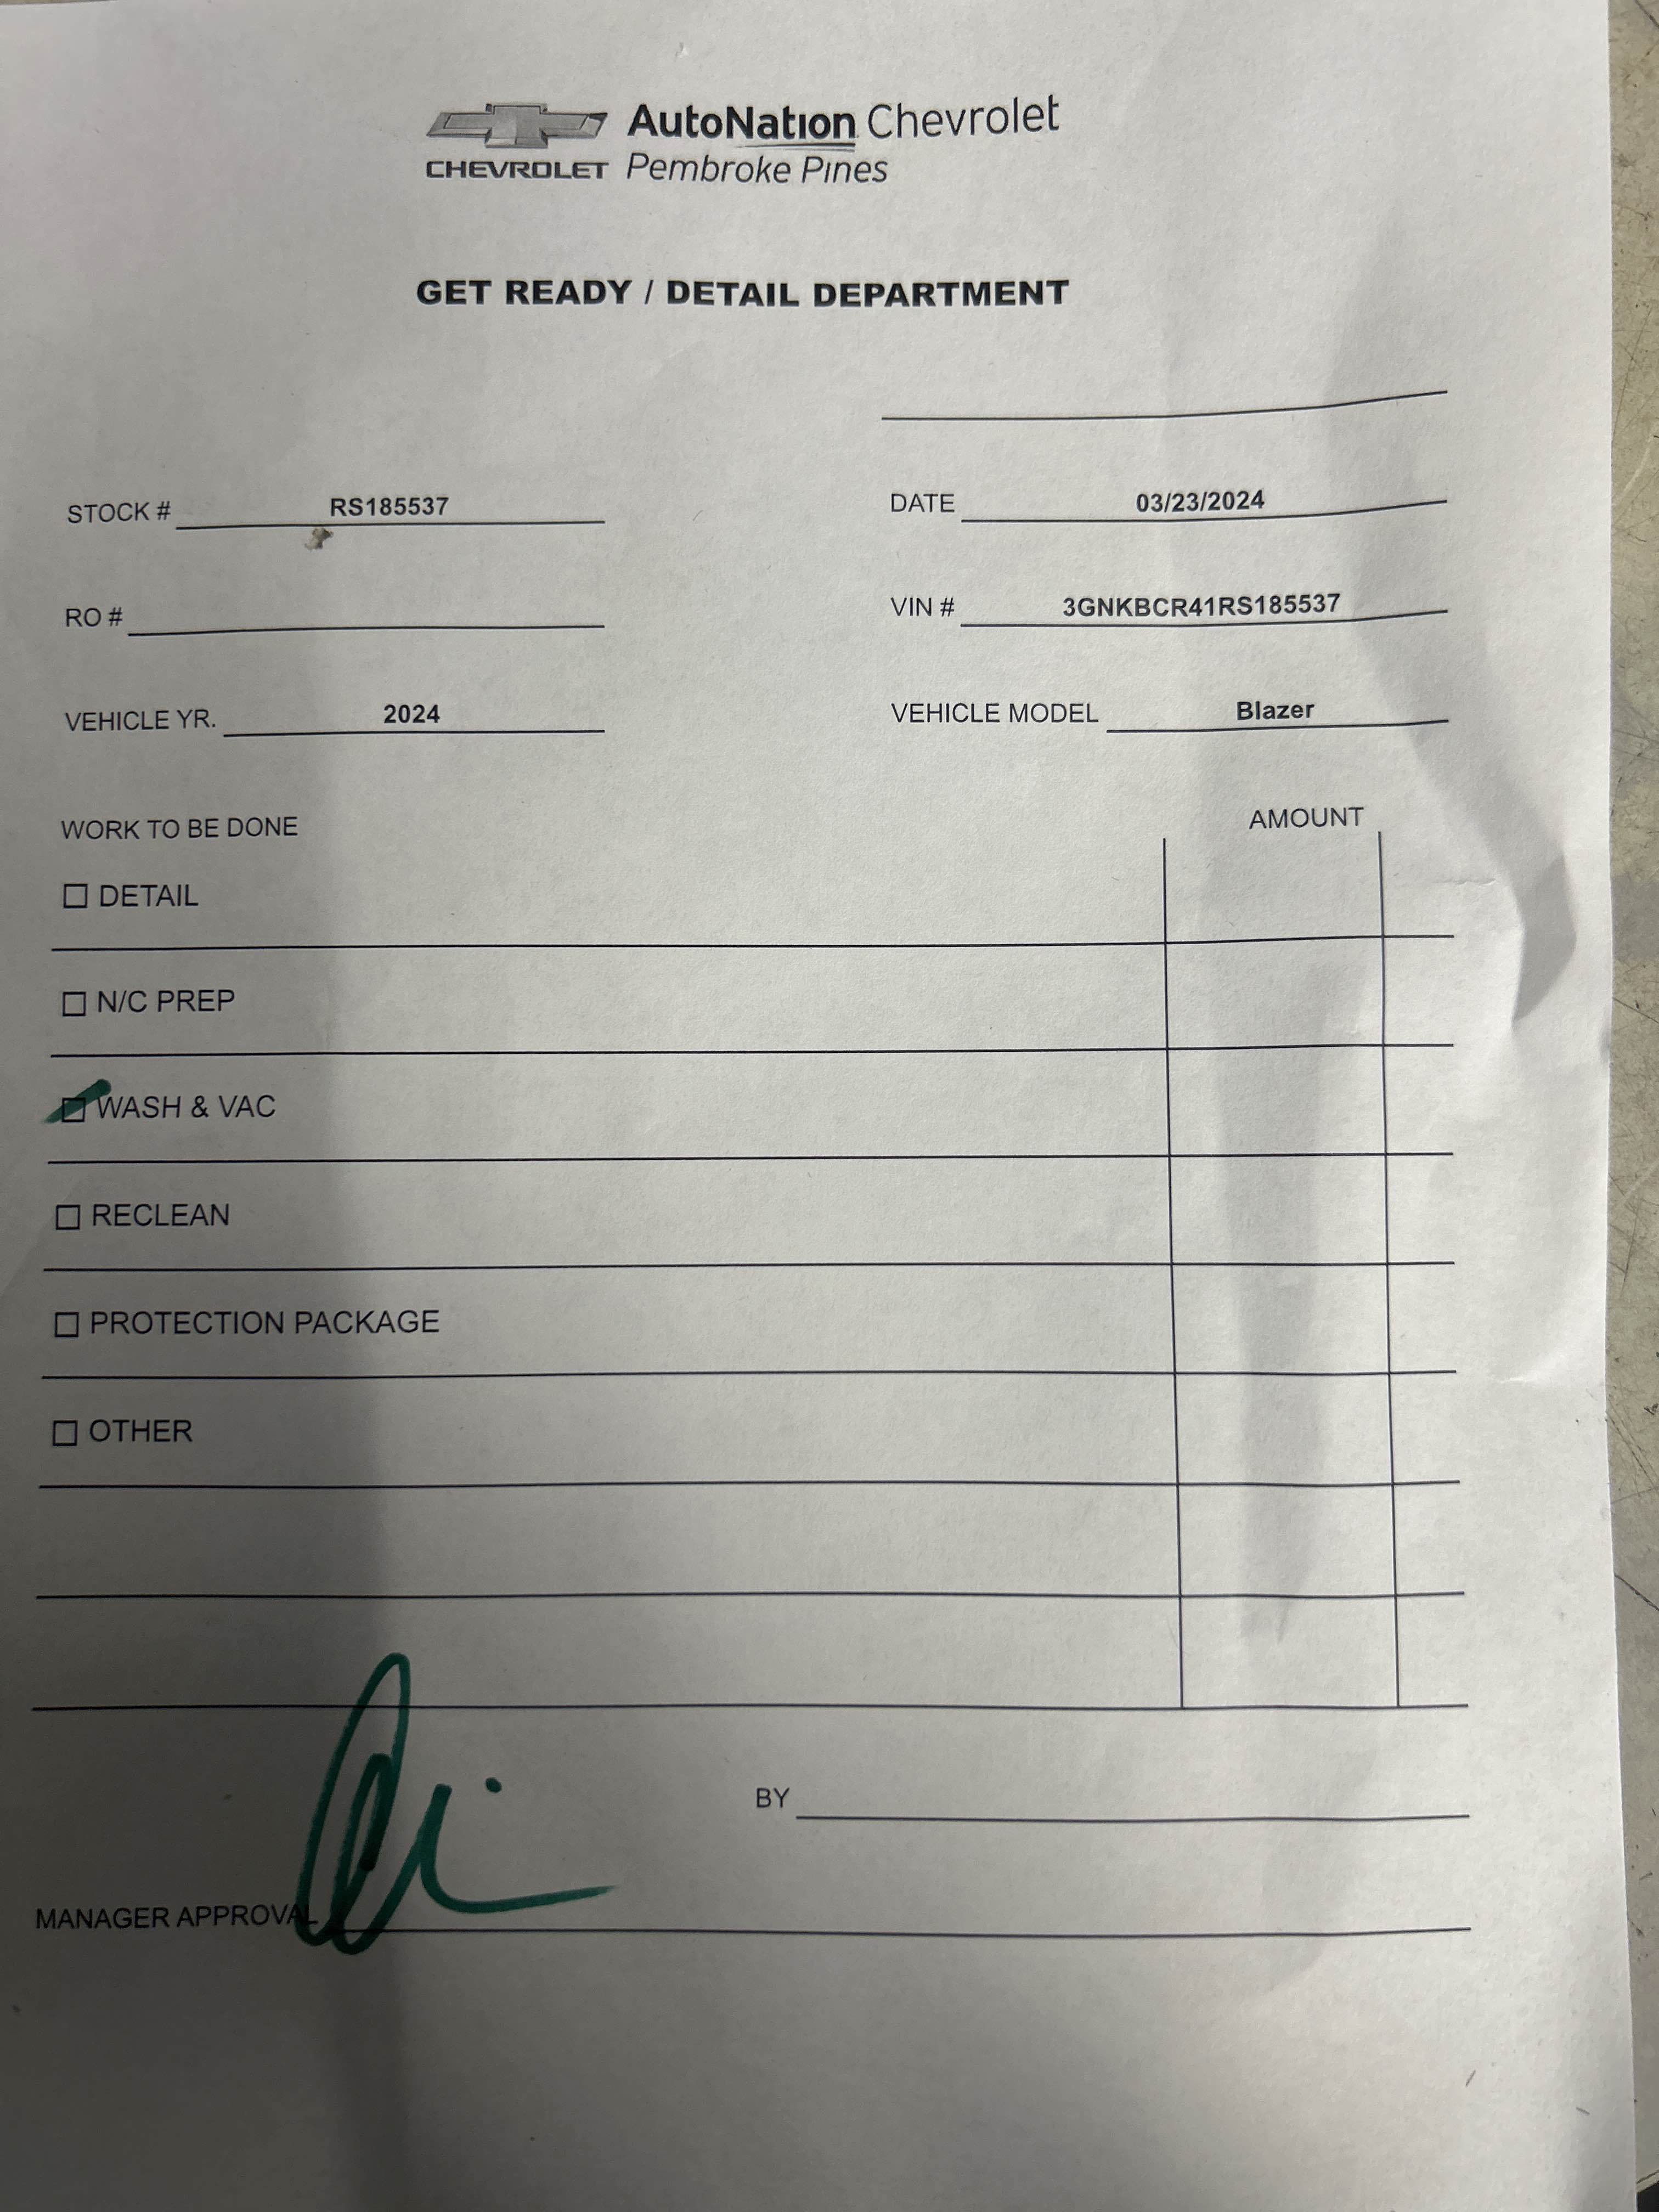 AutoNation Chevrolet
CHEVROLET Pembroke Pines
GET READY / DETAIL DEPARTMENT
STOCK # RS185537 DATE 03/23/2024
RO # VIN # 3GNKBCR41RS185537
VEHICLE YR. 2024 VEHICLE MODEL Blazer
WORK TO BE DONE AMOUNT
DETAIL
N/C PREP
WASH & VAC
RECLEAN
PROTECTION PACKAGE
OTHER
BY
MANAGER APPROVAL